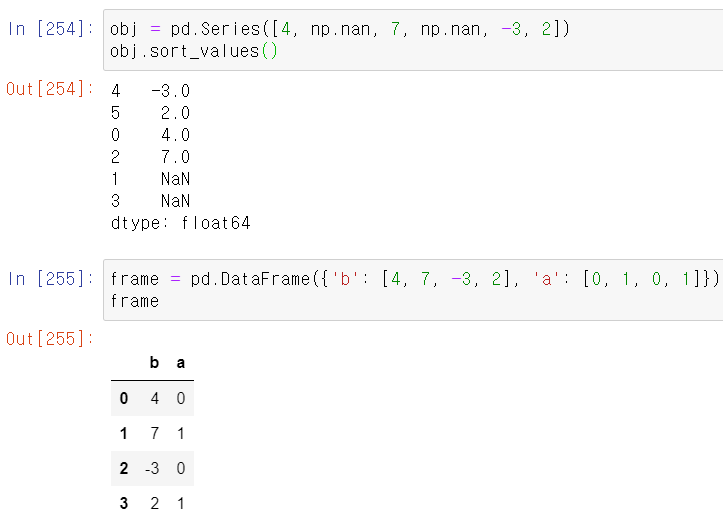 In [254]: obj = pd.Series([4, np.nan, 7, np.nan, -3, 2])
obj.sort_values()
Out[254]: 4 -3.0
5 2.0
0 4.0
2 7.0
1 NaN
3 NaN
dtype: float64
In [255]: frame = pd.DataFrame({'b': [4, 7, -3, 2], 'a': [0, 1, 0, 1]})
frame
Out[255]:
b a
0 4 0
1 7 1
2 -3 0
3 2 1